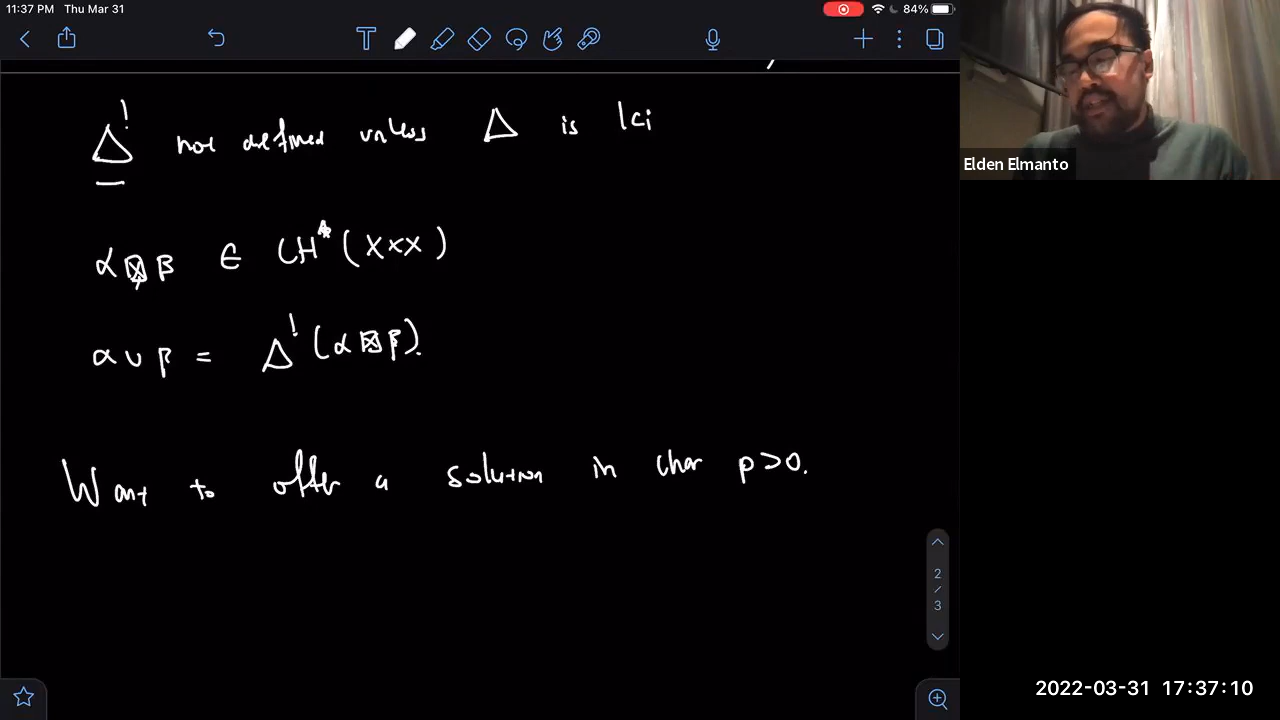 11:37 PM Thu Mar 31
84%
Δ^! not defined unless Δ is lci
α ⊠ β ∈ CH^*(X×X)
α ∪ β = Δ^!(α ⊠ β).
Want to offer a solution in char p>0.
2
/
3
Elden Elmanto
2022-03-31 17:37:10